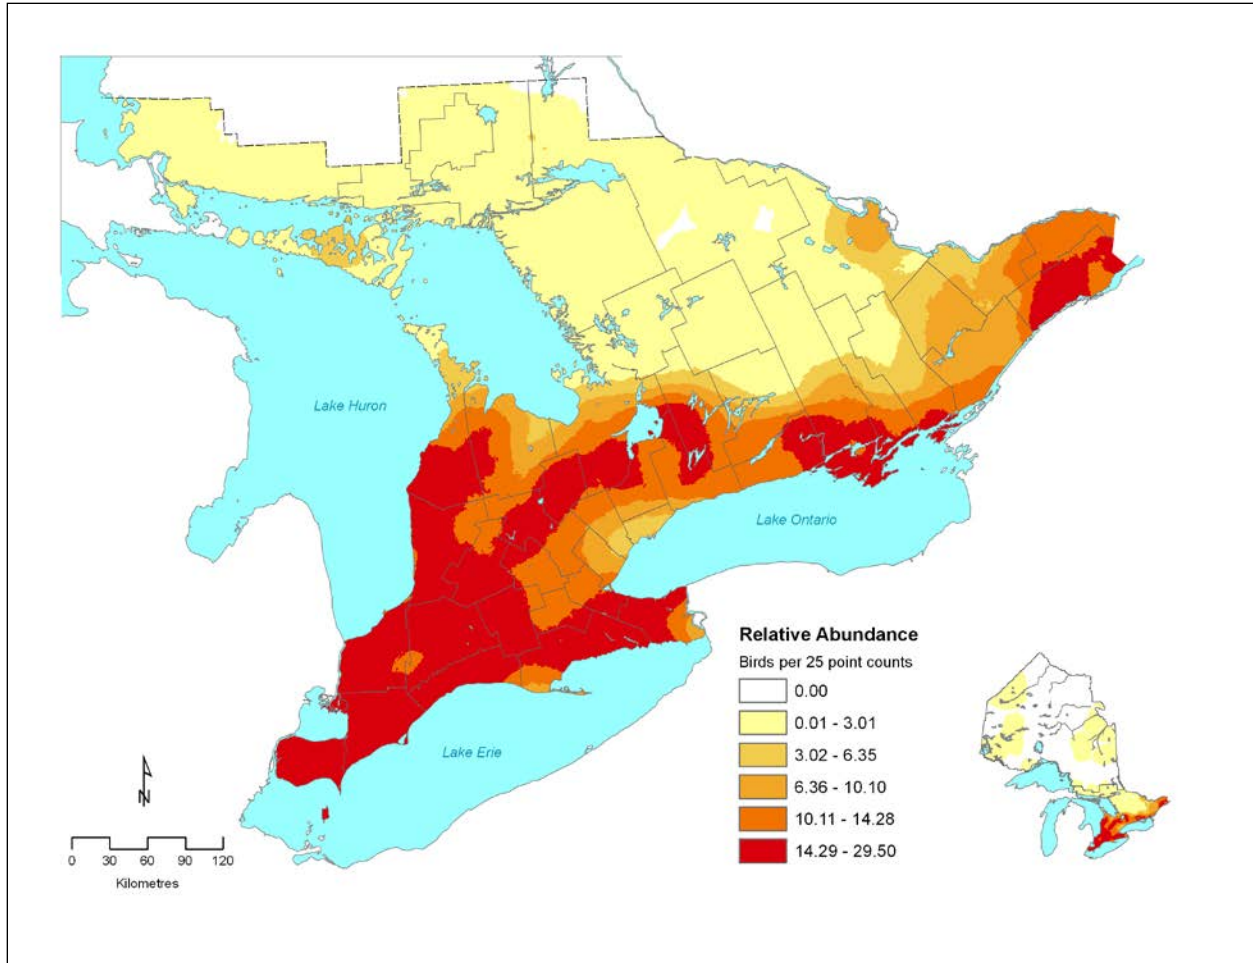 Lake Huron
Lake Ontario
Lake Erie
Relative Abundance
Birds per 25 point counts
0.00
0.01 - 3.01
3.02 - 6.35
6.36 - 10.10
10.11 - 14.28
14.29 - 29.50
N
0 30 60 90 120
Kilometres